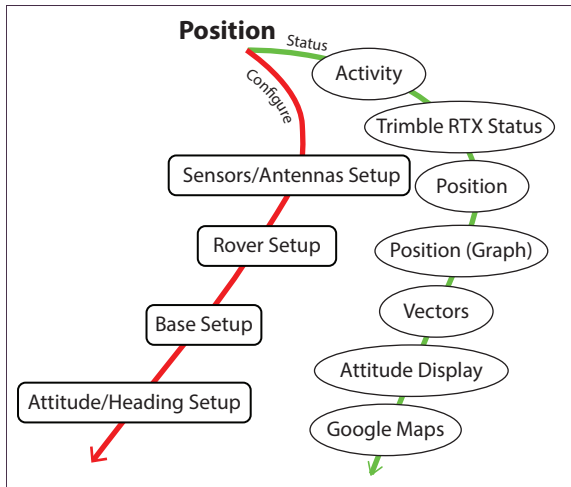 Position
Status
Configure
Activity
Trimble RTX Status
Sensors/Antennas Setup
Position
Rover Setup
Position (Graph)
Base Setup
Vectors
Attitude Display
Attitude/Heading Setup
Google Maps